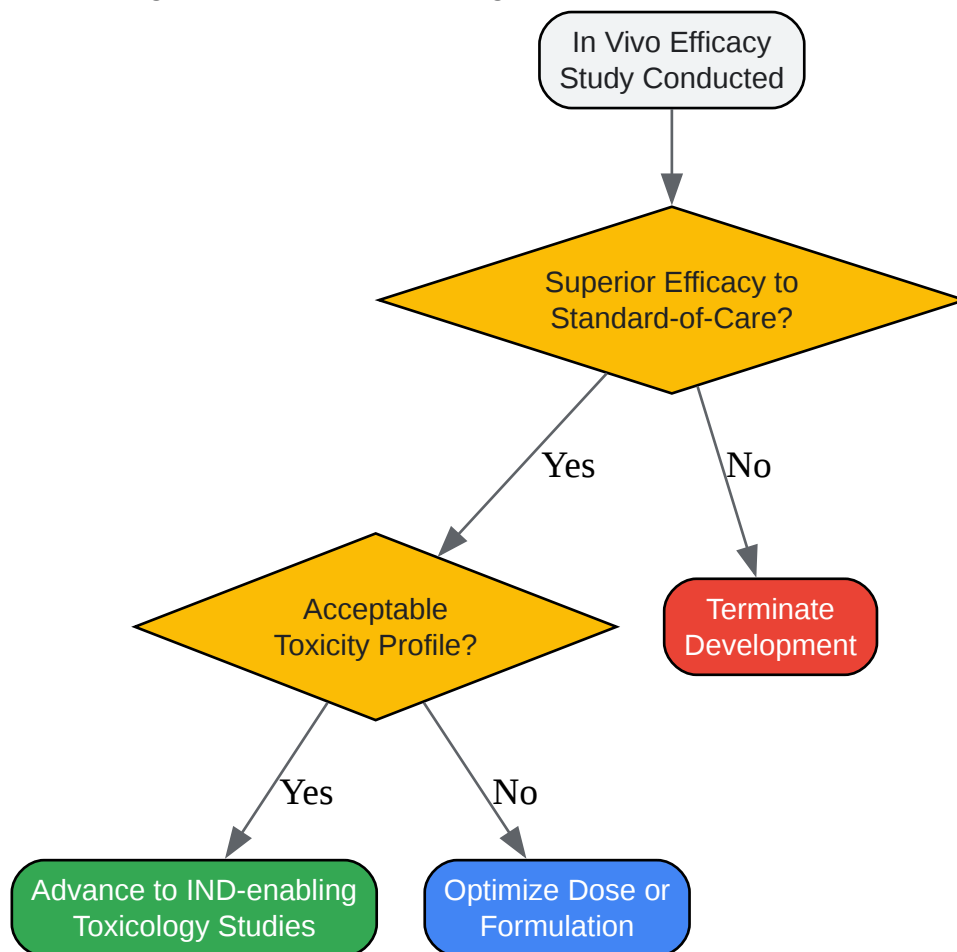 In Vivo Efficacy
Study Conducted
Superior Efficacy to
Standard-of-Care?
Yes
No
Acceptable
Toxicity Profile?
Terminate
Development
Yes
No
Advance to IND-enabling
Toxicology Studies
Optimize Dose or
Formulation